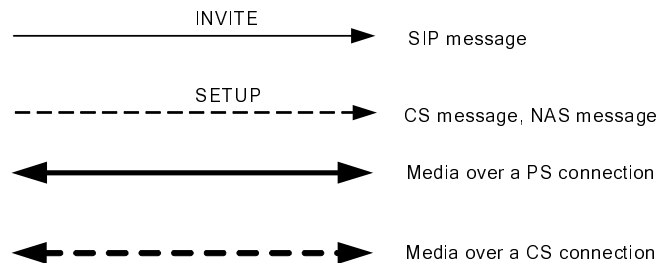 INVITE
SIP message
SETUP
CS message, NAS message
Media over a PS connection
Media over a CS connection